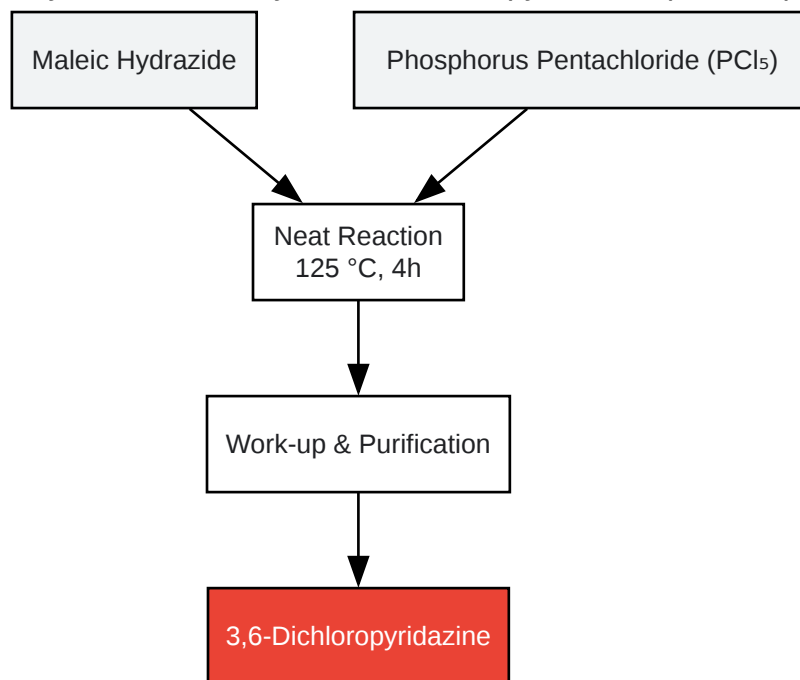 Maleic Hydrazide
Phosphorus Pentachloride (PCl₅)
Neat Reaction
125 °C, 4h
Work-up & Purification
3,6-Dichloropyridazine